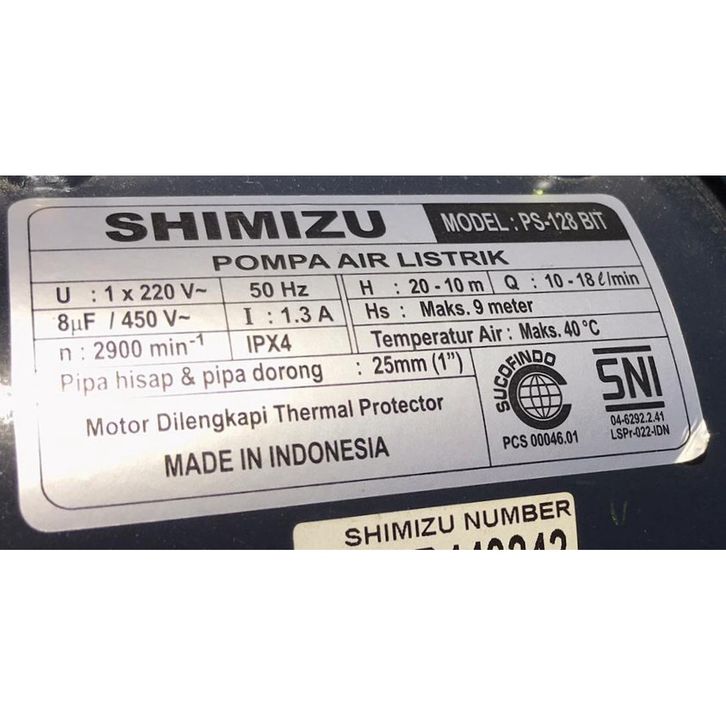 SHIMIZU MODEL : PS-128 BIT
POMPA AIR LISTRIK
U : 1 x 220 V~ 50 Hz H : 20 - 10 m Q : 10 - 18 ℓ/min
8µF / 450 V~ I : 1.3 A Hs : Maks. 9 meter
n : 2900 min⁻¹ IPX4 Temperatur Air : Maks. 40°C
Pipa hisap & pipa dorong : 25mm (1")
Motor Dilengkapi Thermal Protector
MADE IN INDONESIA
SUCOFINDO
PCS 00046.01
SNI
04-6292.2.41
LSPr-022-IDN
SHIMIZU NUMBER